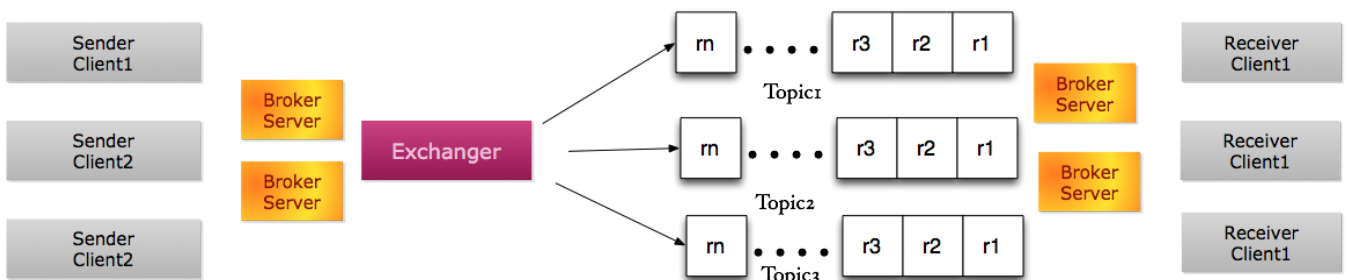 Sender
Client1
Sender
Client2
Sender
Client2
Broker
Server
Broker
Server
Exchanger
rn r3 r2 r1
Topic1
rn r3 r2 r1
Topic2
rn r3 r2 r1
Topic3
Broker
Server
Broker
Server
Receiver
Client1
Receiver
Client1
Receiver
Client1